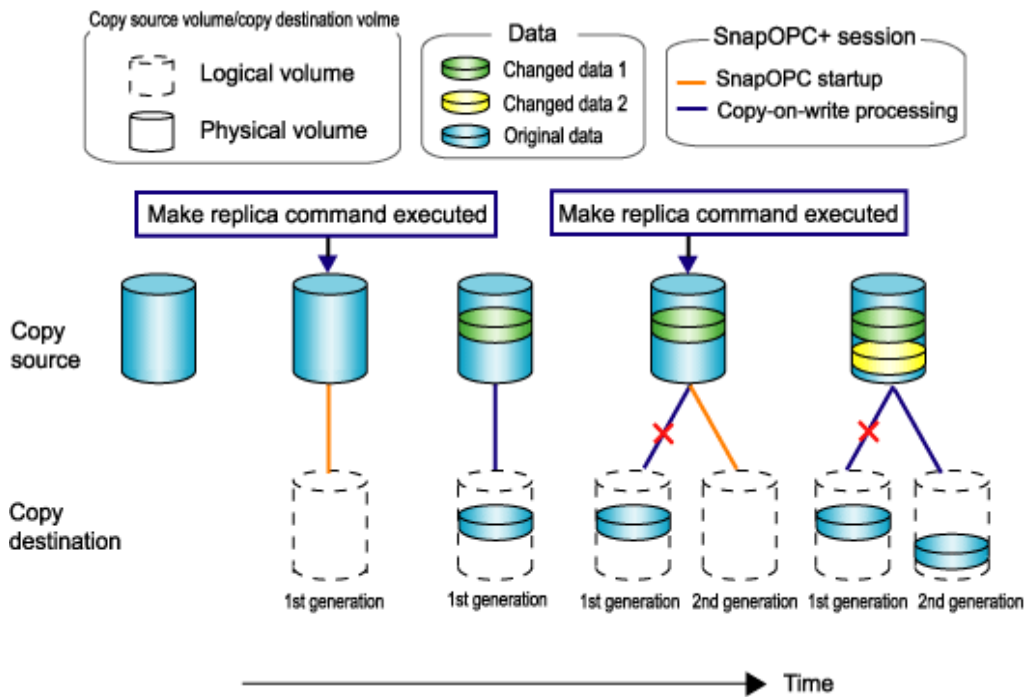 Copy source volume/copy destination volme
Logical volume
Physical volume
Data
Changed data 1
Changed data 2
Original data
SnapOPC+ session
SnapOPC startup
Copy-on-write processing
Make replica command executed
Make replica command executed
Copy
source
Copy
destination
1st generation
1st generation
1st generation
2nd generation
1st generation
2nd generation
Time